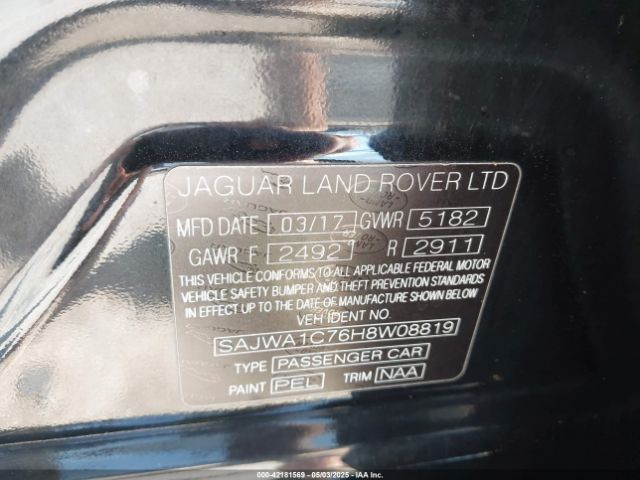 JAGUAR LAND ROVER LTD
MFD DATE 03/17 GVWR 5182
GAWR F 2492 R 2911
THIS VEHICLE CONFORMS TO ALL APPLICABLE FEDERAL MOTOR
VEHICLE SAFETY BUMPER AND THEFT PREVENTION STANDARDS
IN EFFECT UP TO THE DATE OF MANUFACTURE SHOWN BELOW
VEH IDENT NO.
SAJWA1C76H8W08819
TYPE PASSENGER CAR
PAINT PEL TRIM NAA
000-42181569 - 05/03/2025 - IAA Inc.